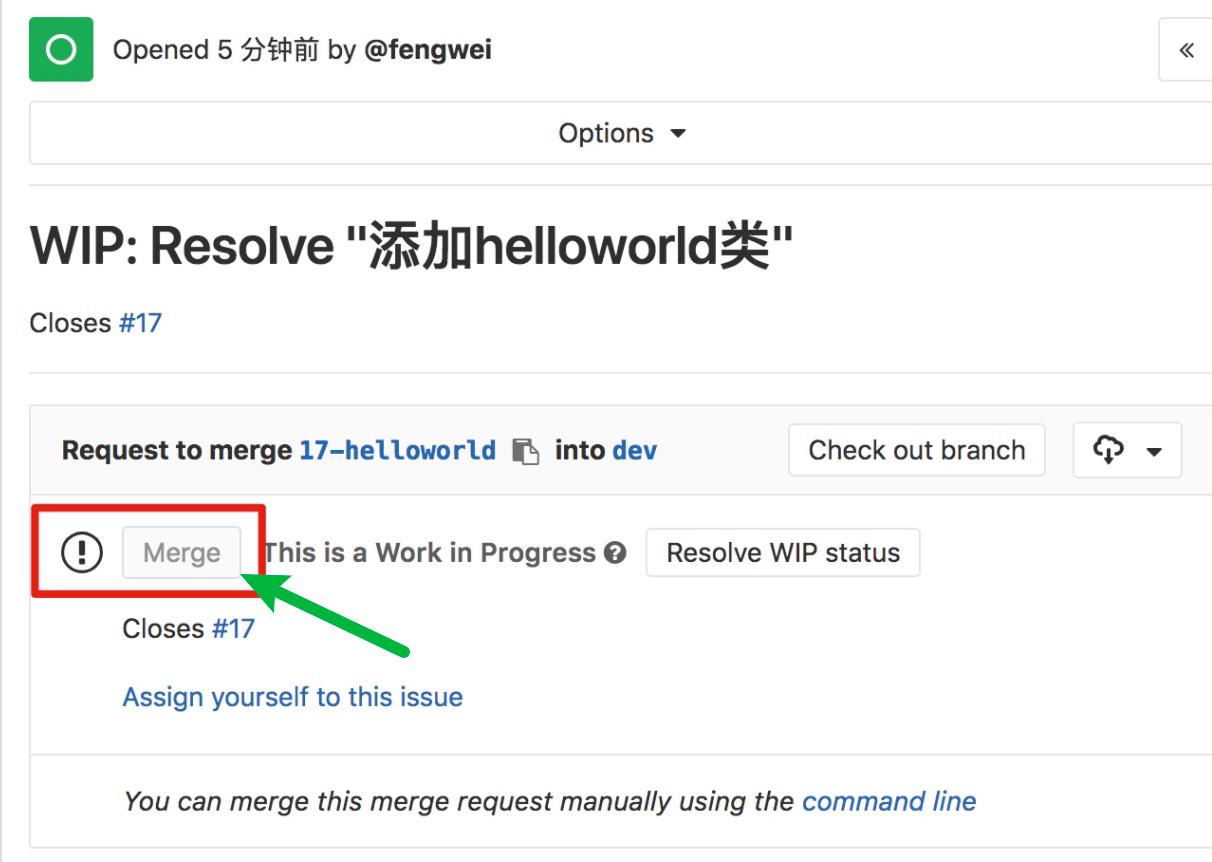 Opened 5 分钟前 by @fengwei
Options
WIP: Resolve "添加helloworld类"
Closes #17
Request to merge 17-helloworld into dev Check out branch
Merge This is a Work in Progress Resolve WIP status
Closes #17
Assign yourself to this issue
You can merge this merge request manually using the command line